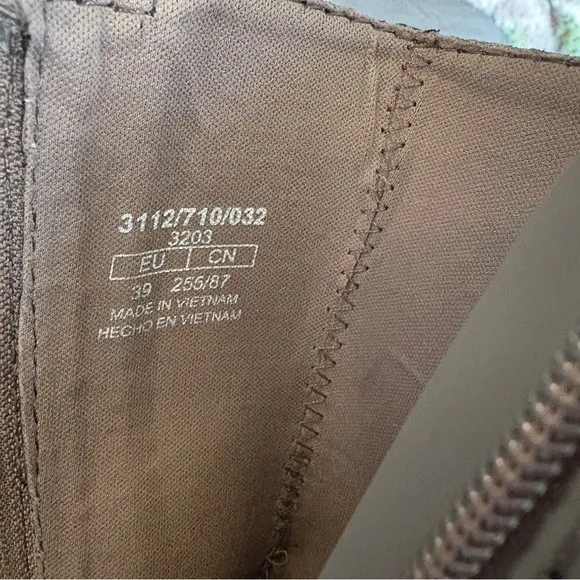 3112/710/032
3203
EU CN
39 255/87
MADE IN VIETNAM
HECHO EN VIETNAM